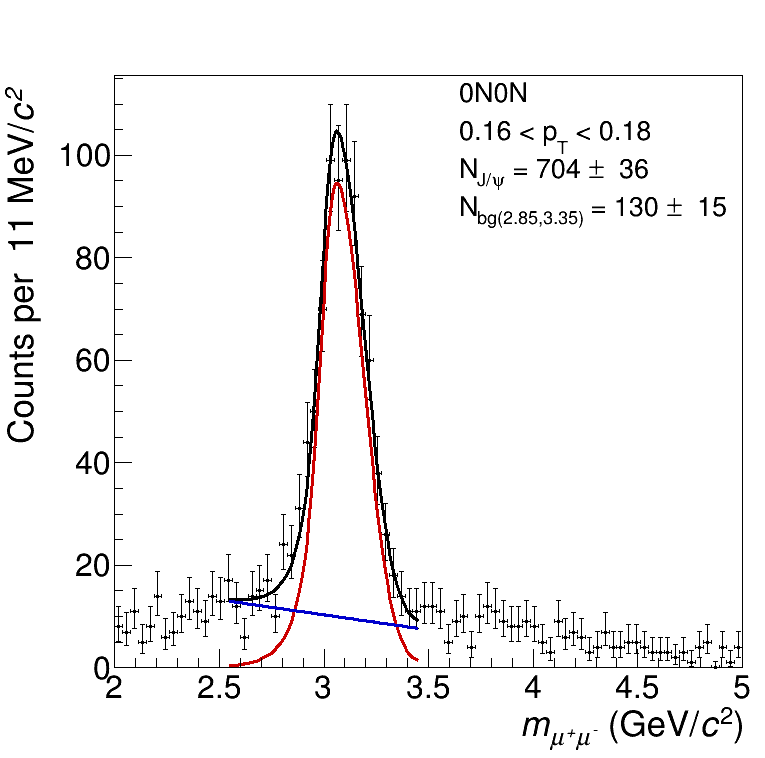 0N0N
0.16 < p_T < 0.18
N_J/ψ = 704 ± 36
N_bg(2.85,3.35) = 130 ± 15
Counts per 11 MeV/c²
100
80
60
40
20
0
2 2.5 3 3.5 4 4.5 5
m_μ⁺μ⁻ (GeV/c²)